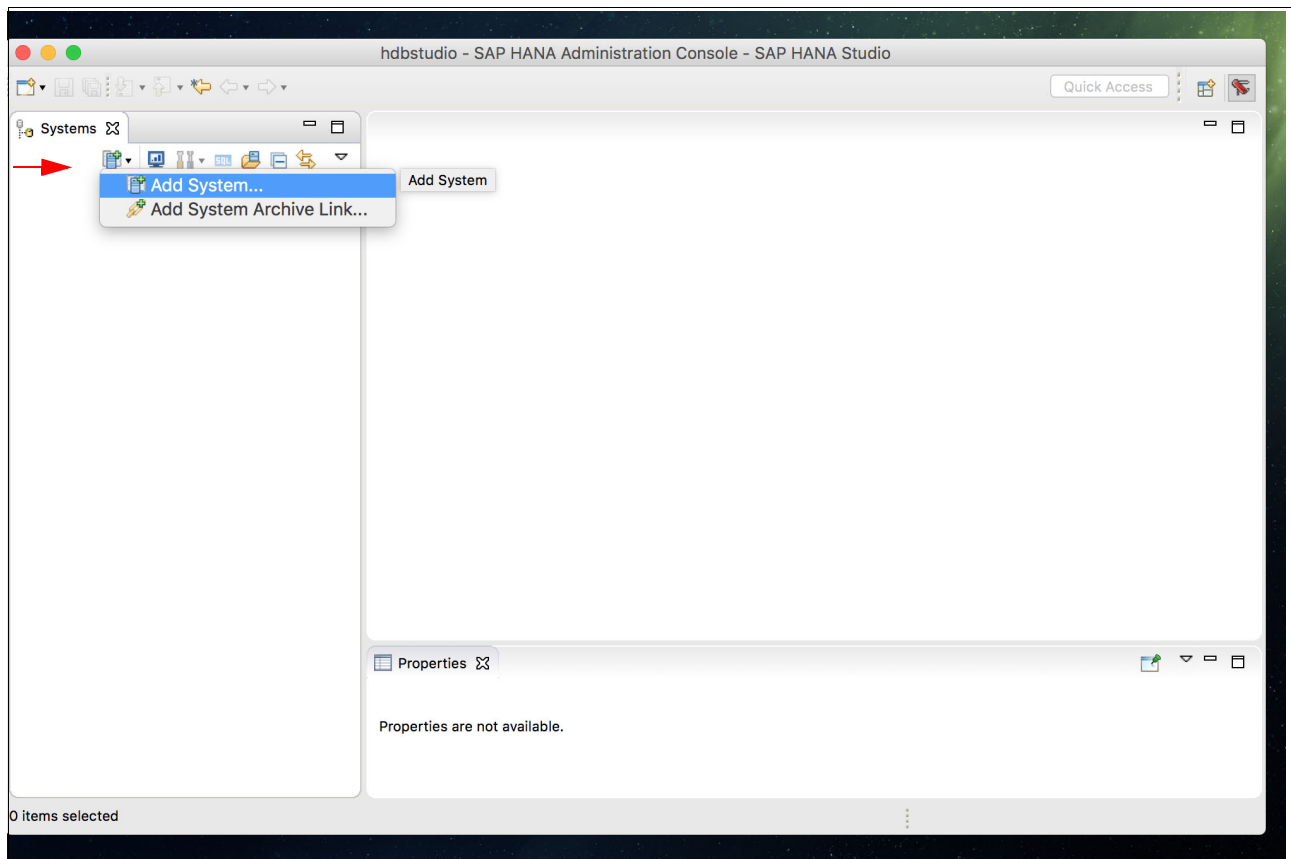 hdbstudio - SAP HANA Administration Console - SAP HANA Studio
Quick Access
Systems
SQL
Add System...
Add System
Add System Archive Link...
Properties
Properties are not available.
0 items selected